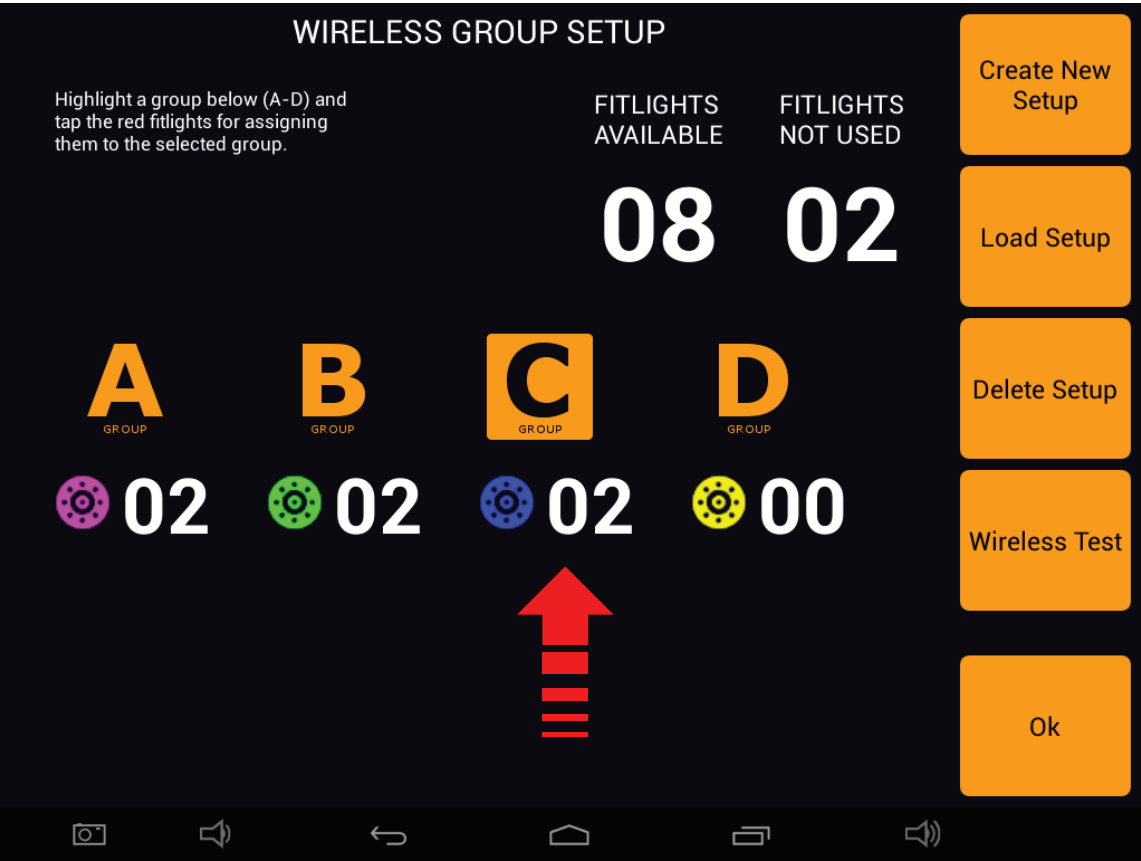 WIRELESS GROUP SETUP
Highlight a group below (A-D) and
tap the red fitlights for assigning
them to the selected group.
FITLIGHTS
AVAILABLE
08
FITLIGHTS
NOT USED
02
A
GROUP
02
B
GROUP
02
C
GROUP
02
D
GROUP
00
Create New
Setup
Load Setup
Delete Setup
Wireless Test
Ok